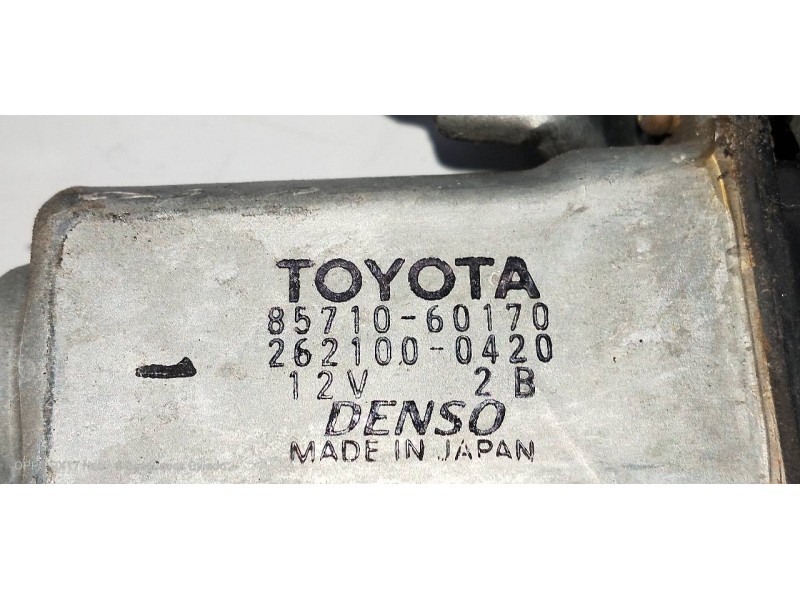 TOYOTA
85710-60170
262100-0420
12V 2B
DENSO
MADE IN JAPAN